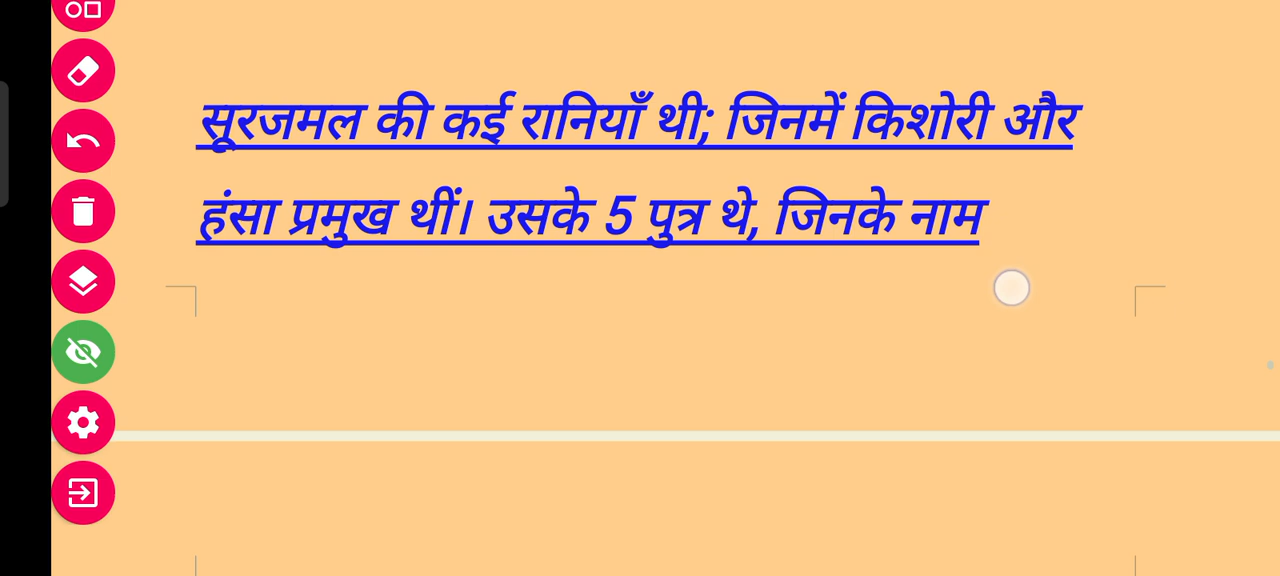 सूरजमल की कई रानियाँ थी; जिनमें किशोरी और
हंसा प्रमुख थीं। उसके 5 पुत्र थे, जिनके नाम